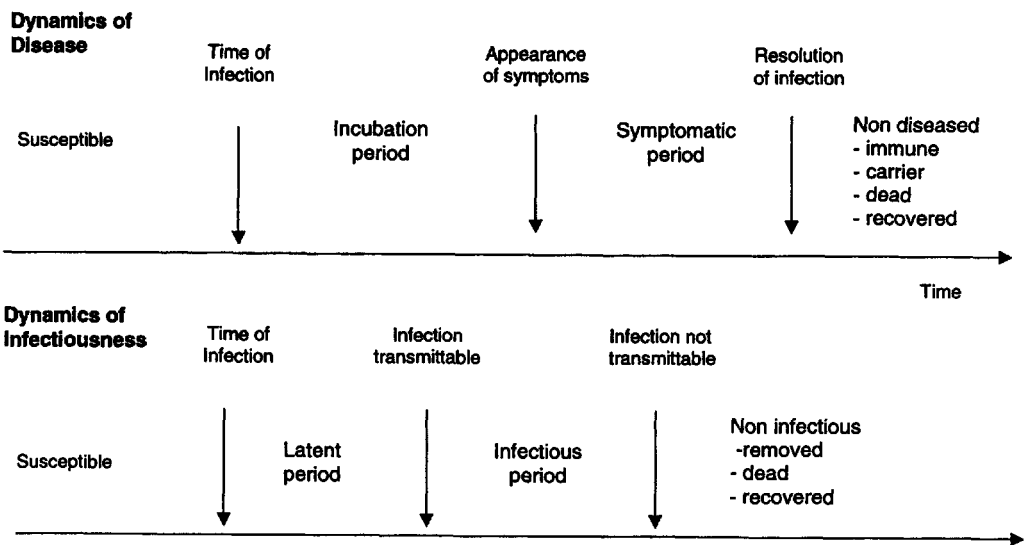 Dynamics of
Disease
Time of
Infection
Appearance
of symptoms
Resolution
of infection
Susceptible
Incubation
period
Symptomatic
period
Non diseased
- immune
- carrier
- dead
- recovered
Time
Dynamics of
Infectiousness
Time of
Infection
Infection
transmittable
Infection not
transmittable
Susceptible
Latent
period
Infectious
period
Non infectious
-removed
- dead
- recovered